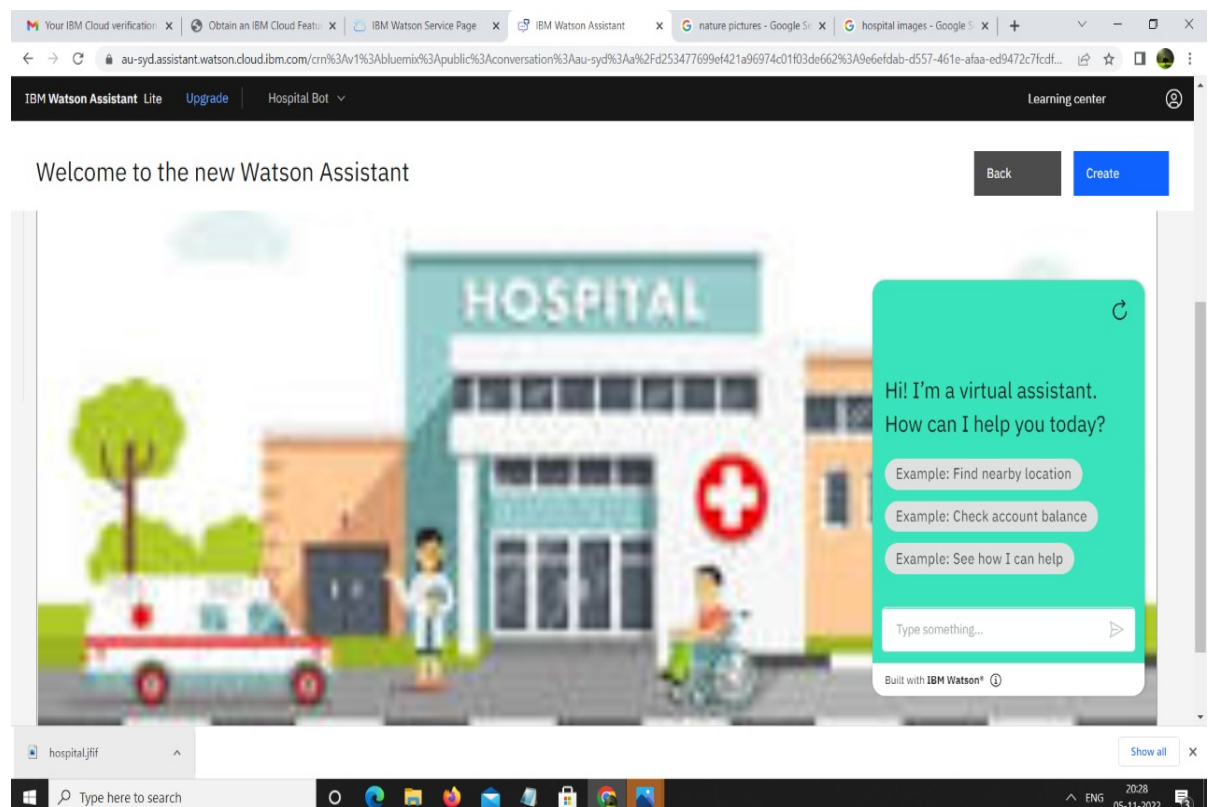 Your IBM Cloud verification
Obtain an IBM Cloud Featu
IBM Watson Service Page
IBM Watson Assistant
nature pictures - Google Se
hospital images - Google S
au-syd.assistant.watson.cloud.ibm.com/crn%3Av1%3Abluemix%3Apublic%3Aconversation%3Aau-syd%3Aa%2Fd253477699ef421a96974c01f03de662%3A9e6efdab-d557-461e-afaa-ed9472c7fcdf...
IBM Watson Assistant Lite Upgrade Hospital Bot Learning center
Welcome to the new Watson Assistant
Back Create
HOSPITAL
Hi! I'm a virtual assistant.
How can I help you today?
Example: Find nearby location
Example: Check account balance
Example: See how I can help
Type something...
Built with IBM Watson®
hospital.jfif
Show all
Type here to search
ENG
20:28
05-11-2022